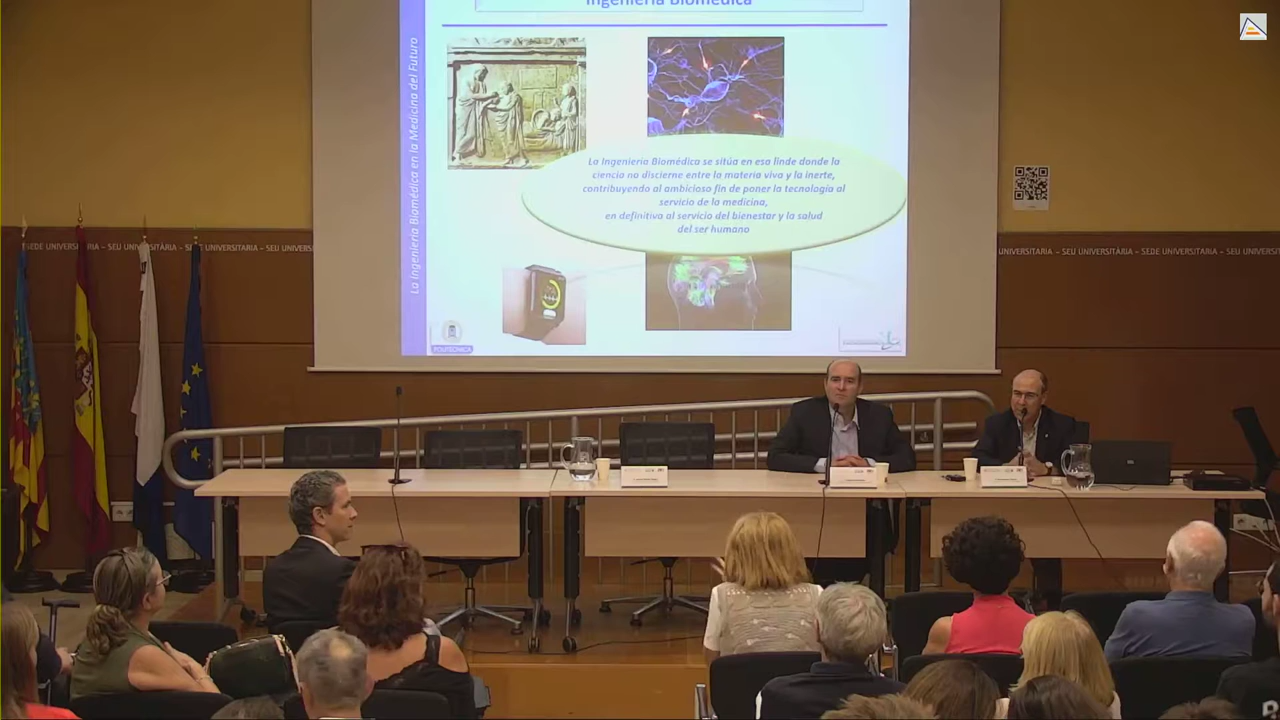 Ingeniería Biomédica
La Ingeniería Biomédica en la Medicina del Futuro
La Ingeniería Biomédica se sitúa en esa linde donde la
ciencia no discierne entre la materia viva y la inerte,
contribuyendo al ambicioso fin de poner la tecnología al
servicio de la medicina,
en definitiva al servicio del bienestar y la salud
del ser humano
POLITÉCNICA
SEDE UNIVERSITARIA – SEU UNIVERSITARIA – SEDE UNIVERSITARIA – SEU UNIVERS
UNIVERSITARIA – SEU UNIVERSITÀRIA – SEDE UNIVERSITARIA – SEU UNIVERSI